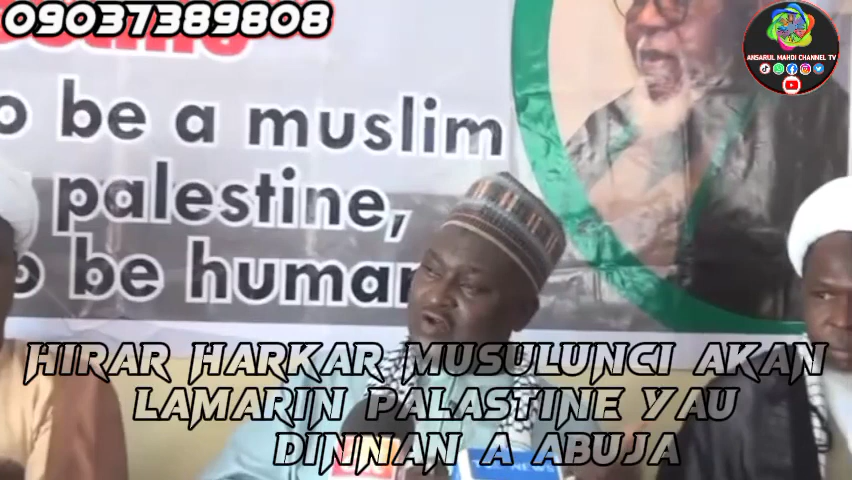 09037389808
ANSARUL MAHDI CHANNEL TV
o be a muslim
palestine,
o be human
HIRAR HARKAR MUSULUNCI AKAN
LAMARIN PALASTINE YAU
DINNAN A ABUJA
NEWS